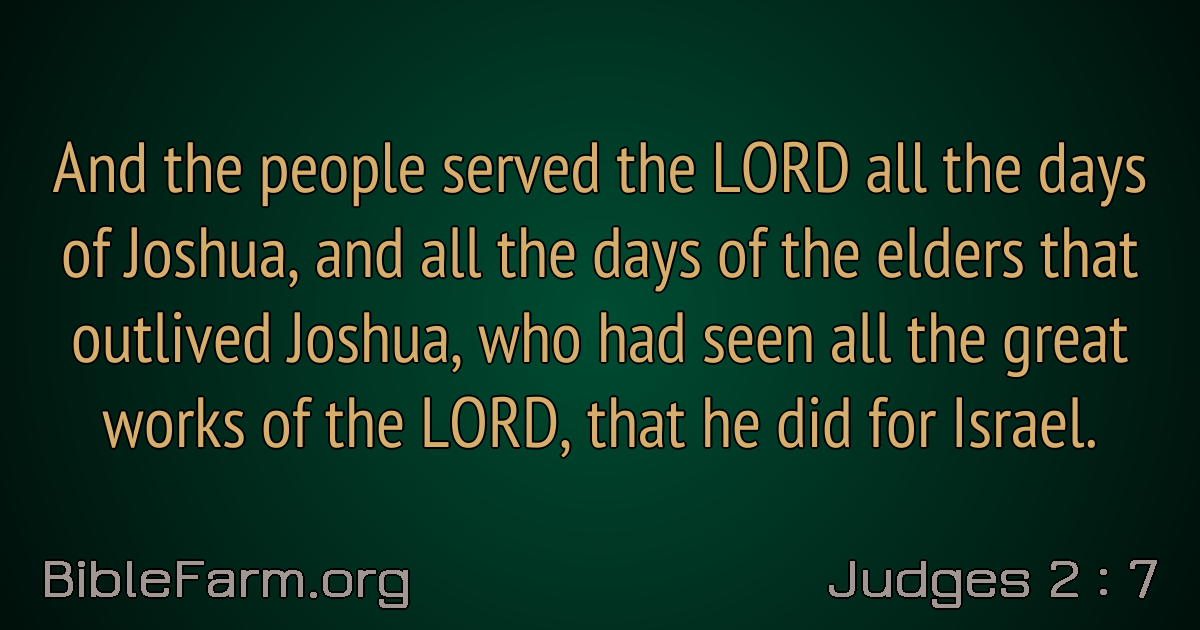 And the people served the LORD all the days
of Joshua, and all the days of the elders that
outlived Joshua, who had seen all the great
works of the LORD, that he did for Israel.
BibleFarm.org
Judges 2 : 7